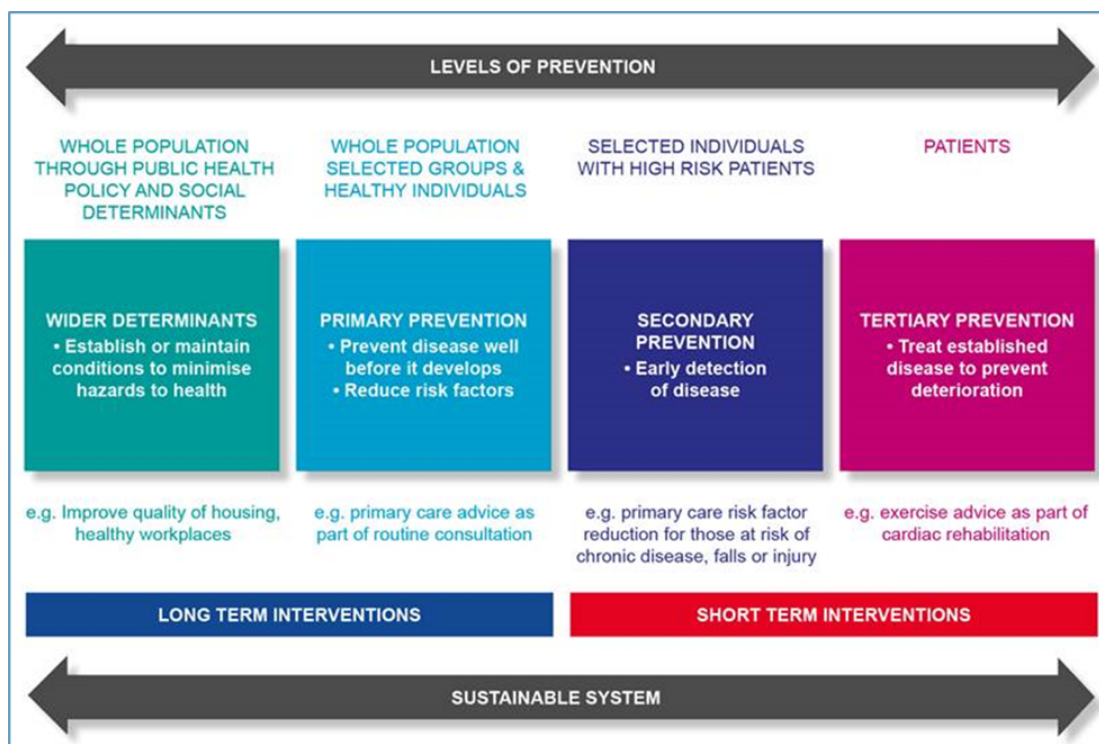 LEVELS OF PREVENTION
WHOLE POPULATION
THROUGH PUBLIC HEALTH
POLICY AND SOCIAL
DETERMINANTS
WHOLE POPULATION
SELECTED GROUPS &
HEALTHY INDIVIDUALS
SELECTED INDIVIDUALS
WITH HIGH RISK PATIENTS
PATIENTS
WIDER DETERMINANTS
• Establish or maintain
conditions to minimise
hazards to health
PRIMARY PREVENTION
• Prevent disease well
before it develops
• Reduce risk factors
SECONDARY
PREVENTION
• Early detection
of disease
TERTIARY PREVENTION
• Treat established
disease to prevent
deterioration
e.g. Improve quality of housing,
healthy workplaces
e.g. primary care advice as
part of routine consultation
e.g. primary care risk factor
reduction for those at risk of
chronic disease, falls or injury
e.g. exercise advice as part of
cardiac rehabilitation
LONG TERM INTERVENTIONS
SHORT TERM INTERVENTIONS
SUSTAINABLE SYSTEM